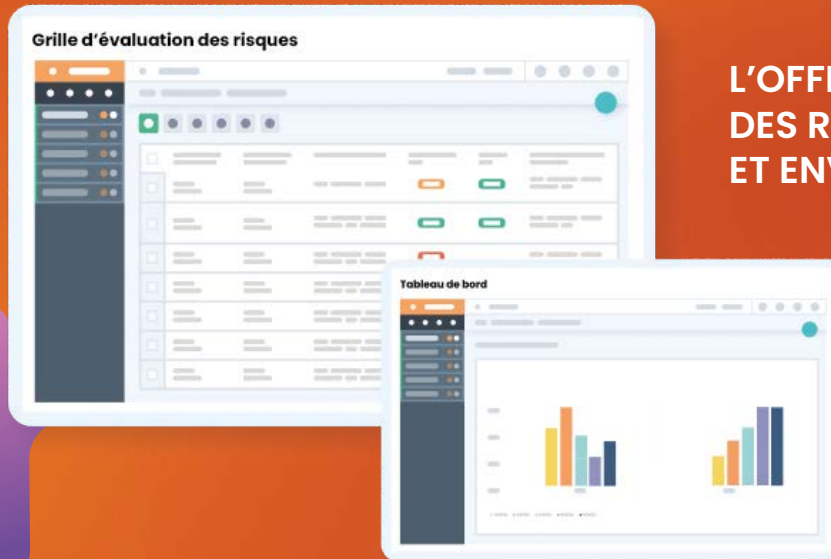 Grille d’évaluation des risques
L’OFF
DES R
ET EN
Tableau de bord